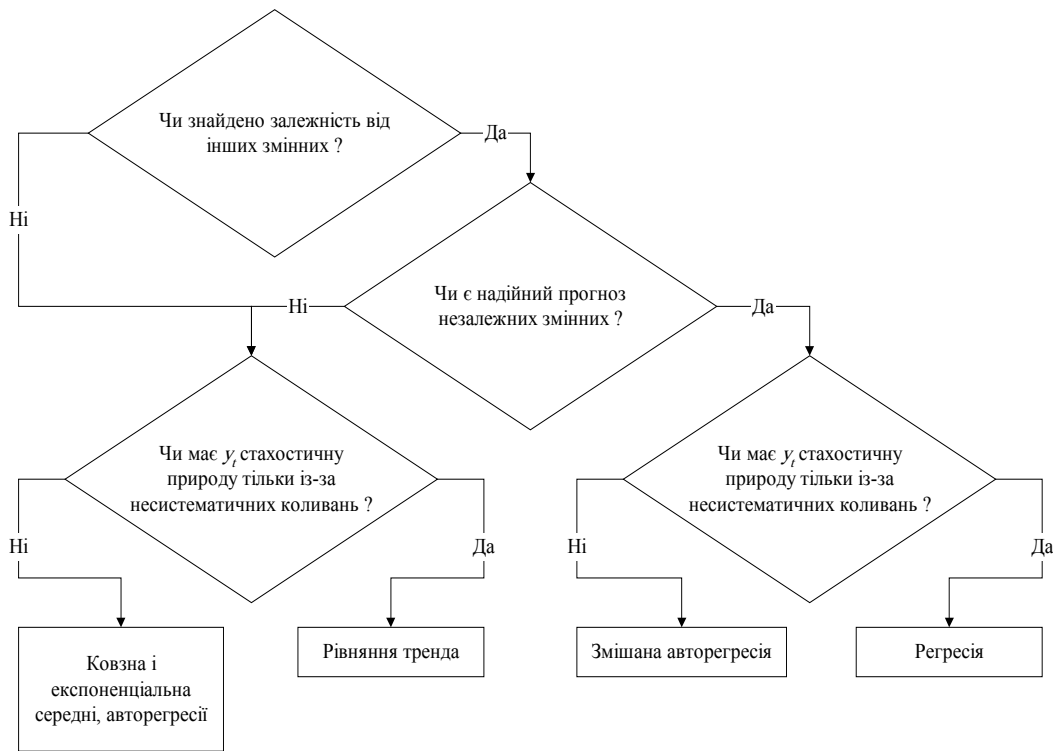 Чи знайдено залежність від
інших змінних ?
Да
Ні
Чи є надійний прогноз
незалежних змінних ?
Ні
Да
Чи має yₜ стахостичну
природу тільки із-за
несистематичних коливань ?
Чи має yₜ стахостичну
природу тільки із-за
несистематичних коливань ?
Ні
Да
Ні
Да
Ковзна і
експоненціальна
середні, авторегресії
Рівняння тренда
Змішана авторегресія
Регресія